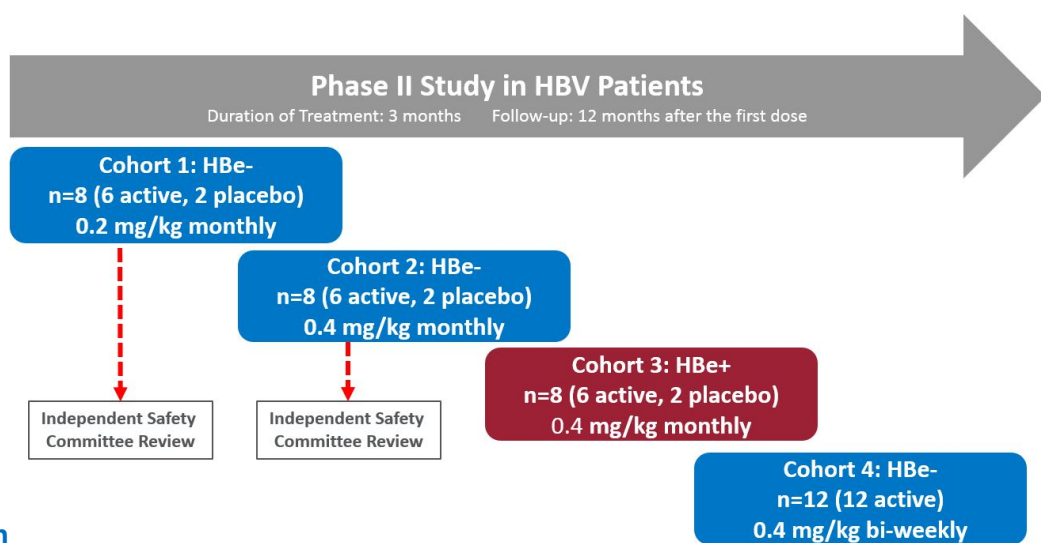 Phase II Study in HBV Patients
Duration of Treatment: 3 months Follow-up: 12 months after the first dose
Cohort 1: HBe-
n=8 (6 active, 2 placebo)
0.2 mg/kg monthly
Cohort 2: HBe-
n=8 (6 active, 2 placebo)
0.4 mg/kg monthly
Cohort 3: HBe+
n=8 (6 active, 2 placebo)
0.4 mg/kg monthly
Independent Safety
Committee Review
Independent Safety
Committee Review
Cohort 4: HBe-
n=12 (12 active)
0.4 mg/kg bi-weekly